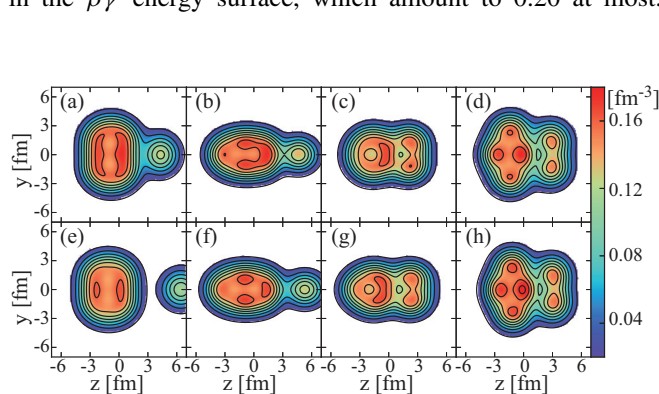 in the βγ energy surface, which amount to 0.20 at most.
(a) (b) (c) (d) [fm-3]
6
3
0
-3
-6
y [fm]
0.16
0.12
(e) (f) (g) (h)
6
3
0
-3
-6
y [fm]
0.08
0.04
-6 -3 0 3 6 -6 -3 0 3 6 -6 -3 0 3 6 -6 -3 0 3 6
z [fm] z [fm] z [fm] z [fm]